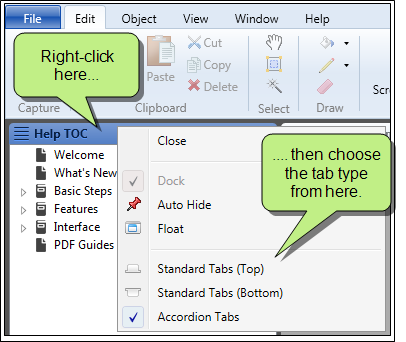 File Edit Object View Window Help
Right-click
here...
Paste
Cut
Copy
Delete
Select
Draw
Scre
Capture
Clipboard
Help TOC
Welcome
What's New
Basic Steps
Features
Interface
PDF Guides
Close
Dock
Auto Hide
Float
Standard Tabs (Top)
Standard Tabs (Bottom)
Accordion Tabs
....then choose
the tab type
from here.